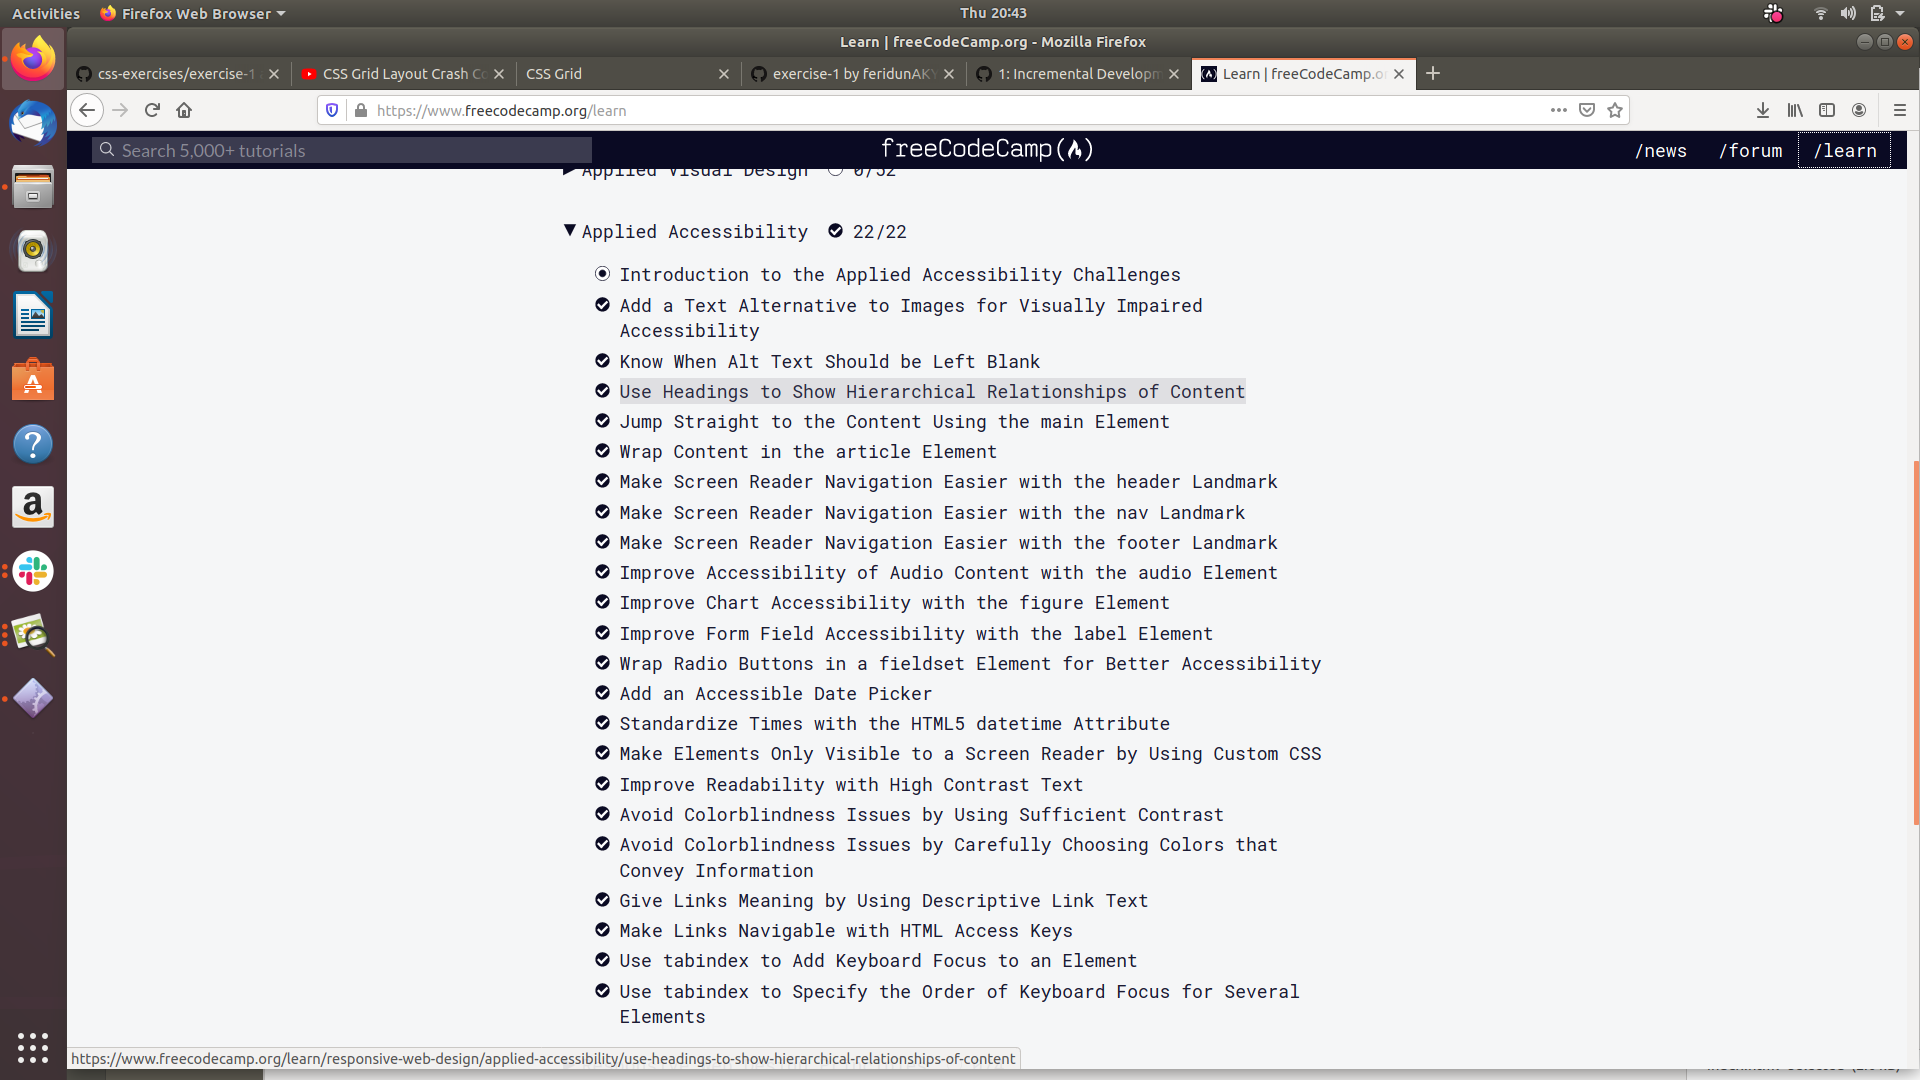 Activities Firefox Web Browser Thu 20:43
Learn | freeCodeCamp.org - Mozilla Firefox
css-exercises/exercise-1 CSS Grid Layout Crash Co CSS Grid exercise-1 by feridunAKY 1: Incremental Developm Learn | freeCodeCamp.or
https://www.freecodecamp.org/learn
Search 5,000+ tutorials freeCodeCamp /news /forum /learn
Applied Visual Design 0/52
Applied Accessibility 22/22
Introduction to the Applied Accessibility Challenges
Add a Text Alternative to Images for Visually Impaired
Accessibility
Know When Alt Text Should be Left Blank
Use Headings to Show Hierarchical Relationships of Content
Jump Straight to the Content Using the main Element
Wrap Content in the article Element
Make Screen Reader Navigation Easier with the header Landmark
Make Screen Reader Navigation Easier with the nav Landmark
Make Screen Reader Navigation Easier with the footer Landmark
Improve Accessibility of Audio Content with the audio Element
Improve Chart Accessibility with the figure Element
Improve Form Field Accessibility with the label Element
Wrap Radio Buttons in a fieldset Element for Better Accessibility
Add an Accessible Date Picker
Standardize Times with the HTML5 datetime Attribute
Make Elements Only Visible to a Screen Reader by Using Custom CSS
Improve Readability with High Contrast Text
Avoid Colorblindness Issues by Using Sufficient Contrast
Avoid Colorblindness Issues by Carefully Choosing Colors that
Convey Information
Give Links Meaning by Using Descriptive Link Text
Make Links Navigable with HTML Access Keys
Use tabindex to Add Keyboard Focus to an Element
Use tabindex to Specify the Order of Keyboard Focus for Several
Elements
https://www.freecodecamp.org/learn/responsive-web-design/applied-accessibility/use-headings-to-show-hierarchical-relationships-of-content